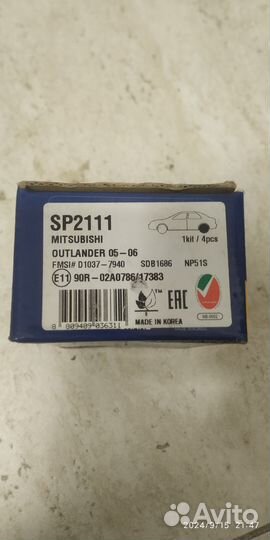 SP2111
MITSUBISHI
1kit / 4pcs
OUTLANDER 05-06
FMSI# D1037-7940 SDB1686 NP51S
E11 90R-02A0786/17383
TM
EAC
8 809409 036311
MADE IN KOREA
2024/9/15 21:47
Avito